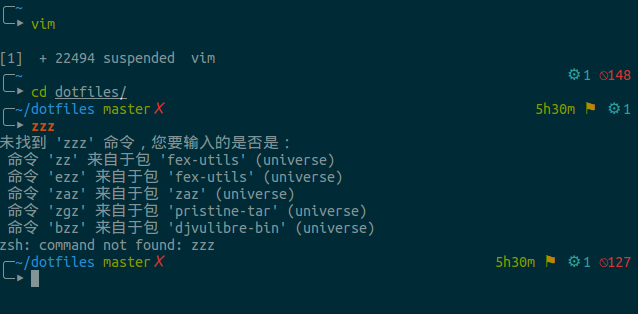 ~
vim
[1]  + 22494 suspended  vim
~ ⚙1 ⦸148
cd dotfiles/
~/dotfiles master✗ 5h30m ⚑ ⚙1
zzz
未找到 'zzz' 命令，您要输入的是否是：
 命令 'zz' 来自于包 'fex-utils' (universe)
 命令 'ezz' 来自于包 'fex-utils' (universe)
 命令 'zaz' 来自于包 'zaz' (universe)
 命令 'zgz' 来自于包 'pristine-tar' (universe)
 命令 'bzz' 来自于包 'djvulibre-bin' (universe)
zsh: command not found: zzz
~/dotfiles master✗ 5h30m ⚑ ⚙1 ⦸127